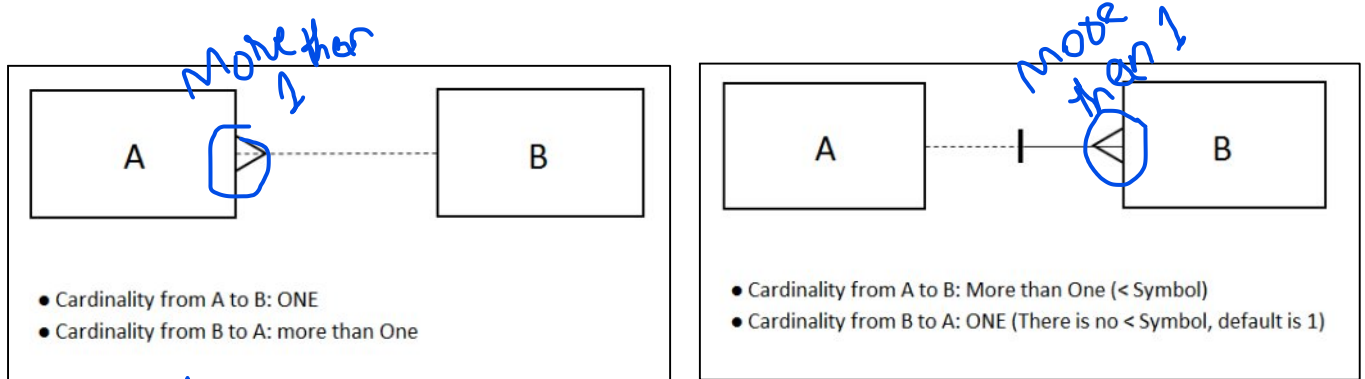 More than
1
A
B
● Cardinality from A to B: ONE
● Cardinality from B to A: more than One
More
than 1
A
B
● Cardinality from A to B: More than One (< Symbol)
● Cardinality from B to A: ONE (There is no < Symbol, default is 1)